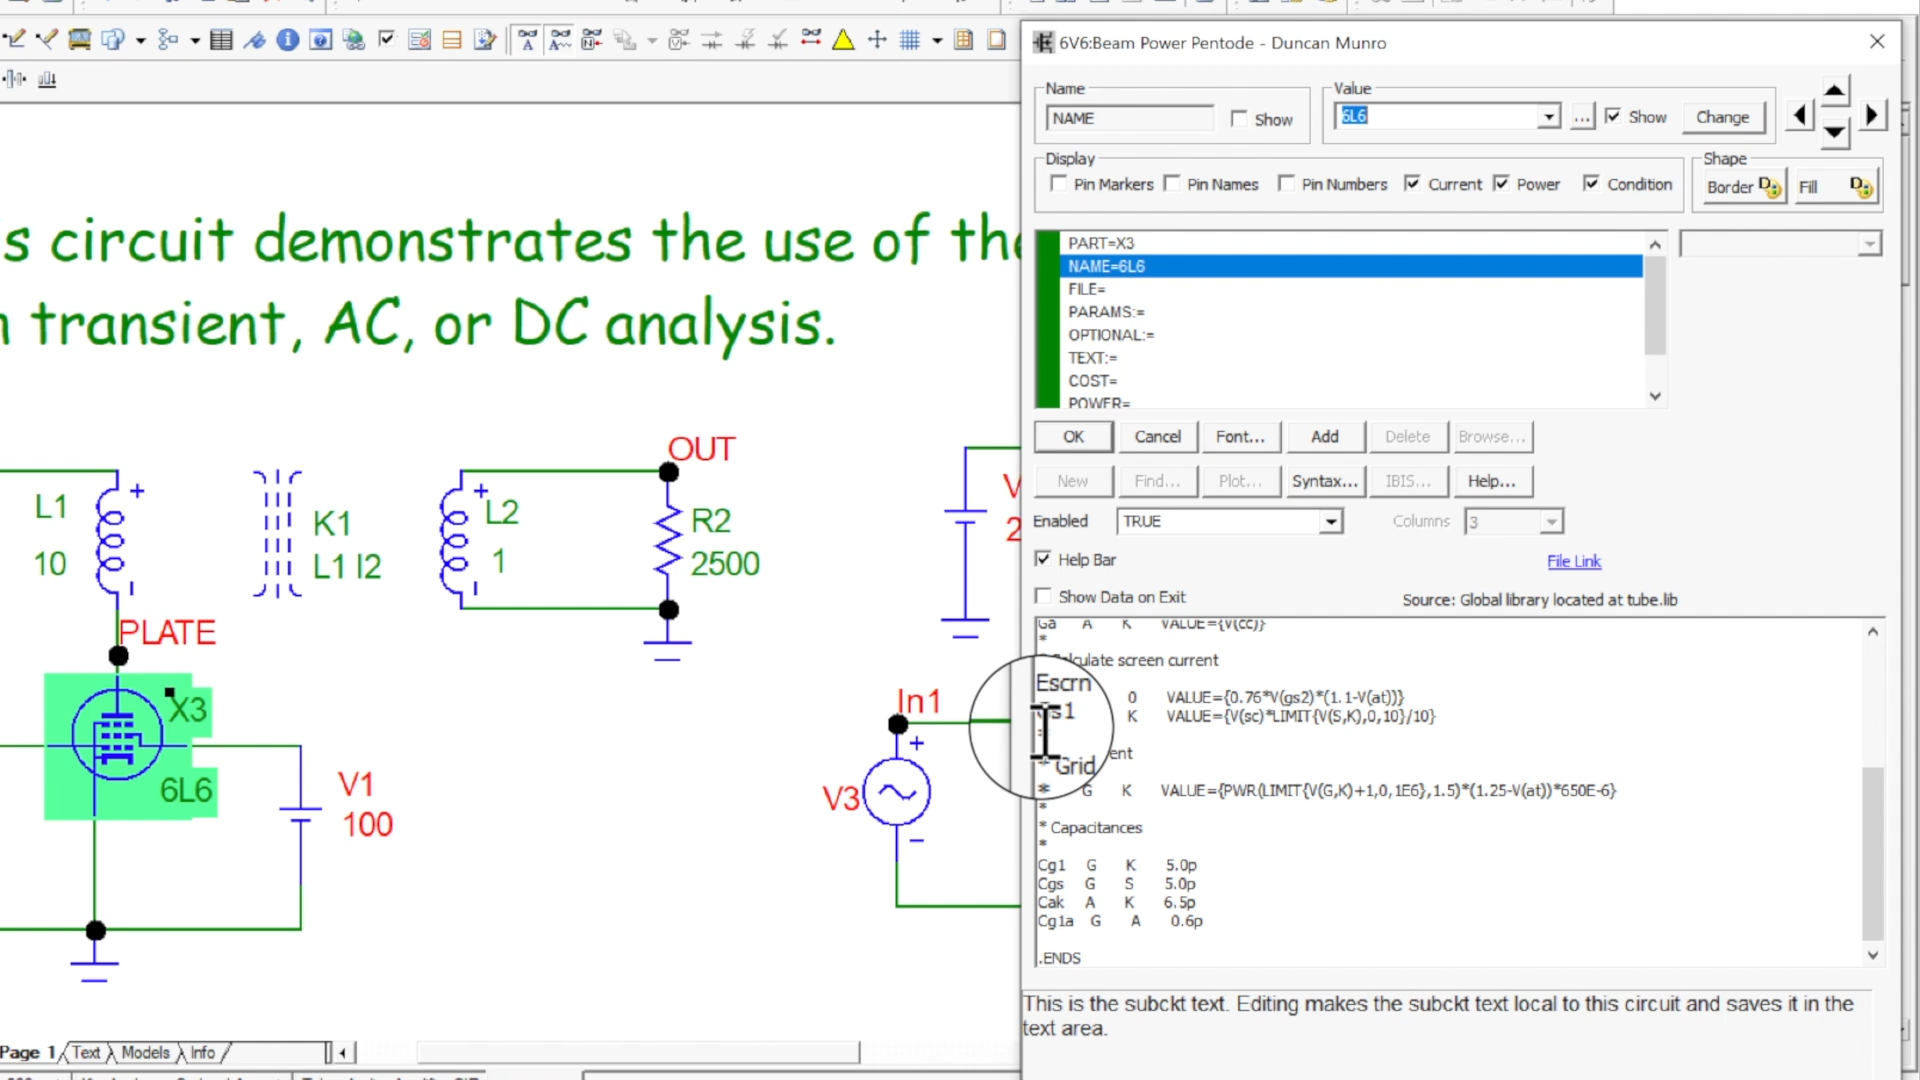 6V6:Beam Power Pentode - Duncan Munro
Name
NAME
Show
Value
6L6
...
Show
Change
Display
Pin Markers
Pin Names
Pin Numbers
Current
Power
Condition
Shape
Border
Fill
PART=X3
NAME=6L6
FILE=
PARAMS:=
OPTIONAL:=
TEXT:=
COST=
POWER=
OK
Cancel
Font...
Add
Delete
Browse...
New
Find...
Plot...
Syntax...
IBIS...
Help...
Enabled
TRUE
Columns
3
Help Bar
File Link
Show Data on Exit
Source: Global library located at tube.lib
Ga A K VALUE={V(cc)}
*
Calculate screen current
Escrn 0 VALUE={0.76*V(gs2)*(1.1-V(at))}
K VALUE={V(sc)*LIMIT{V(S,K),0,10}/10}
* Grid
* G K VALUE={PWR(LIMIT{V(G,K)+1,0,1E6},1.5)*(1.25-V(at))*650E-6}
*
* Capacitances
*
Cg1 G K 5.0p
Cgs G S 5.0p
Cak A K 6.5p
Cg1a G A 0.6p
.ENDS
This is the subckt text. Editing makes the subckt text local to this circuit and saves it in the
text area.
s circuit demonstrates the use of the
transient, AC, or DC analysis.
L1
10
K1
L1 l2
L2
1
OUT
R2
2500
PLATE
X3
6L6
V1
100
In1
V3
V
2
Page 1
Text
Models
Info